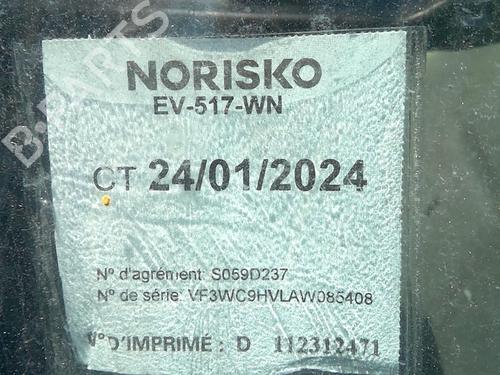 NORISKO
EV-517-WN
CT 24/01/2024
N° d'agrément: S059D237
N° de série: VF3WC9HVLAW085408
N° D'IMPRIMÉ : D 112312471
B-PARTS